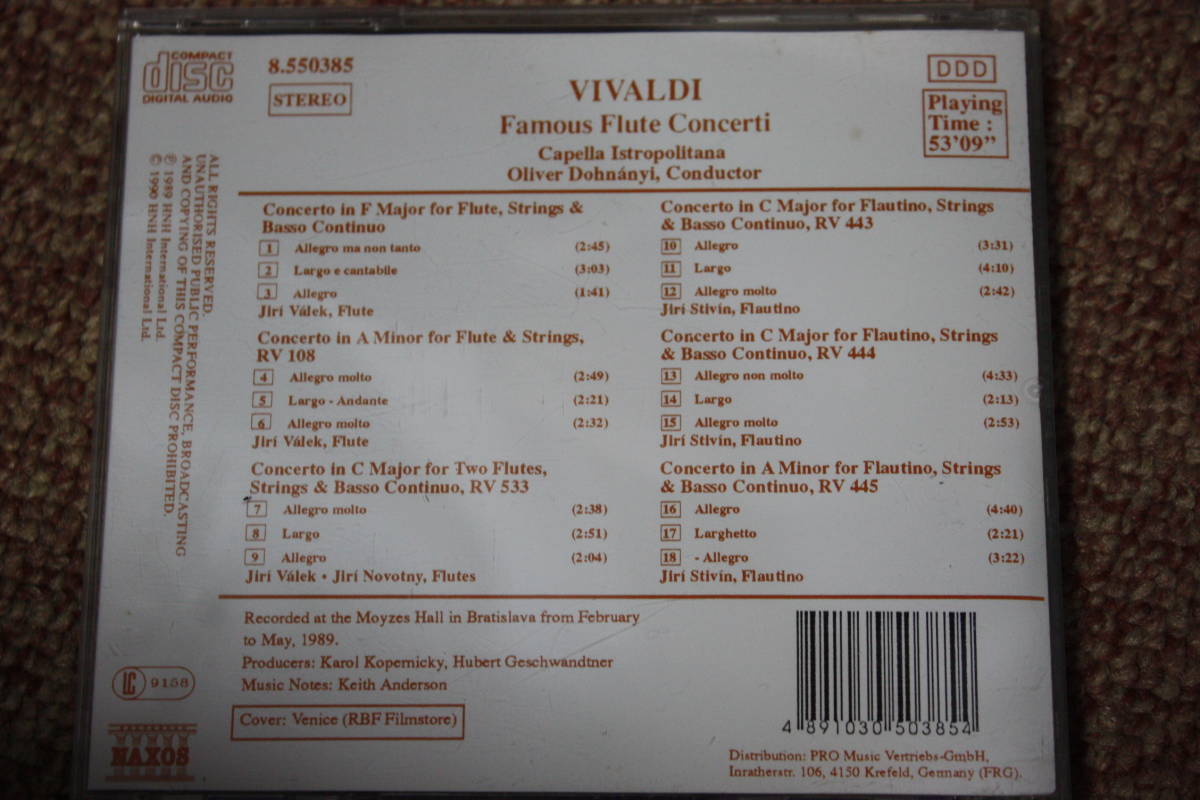 COMPACT
disc
DIGITAL AUDIO
8.550385
STEREO
VIVALDI
Famous Flute Concerti
Capella Istropolitana
Oliver Dohnányi, Conductor
DDD
Playing
Time :
53'09"
ALL RIGHTS RESERVED.
UNAUTHORISED PUBLIC PERFORMANCE, BROADCASTING
AND COPYING OF THIS COMPACT DISC PROHIBITED.
℗ 1989 HNH International Ltd.
© 1990 HNH International Ltd.
Concerto in F Major for Flute, Strings &
Basso Continuo
1 Allegro ma non tanto (2:45)
2 Largo e cantabile (3:03)
3 Allegro (1:41)
Jirí Válek, Flute
Concerto in A Minor for Flute & Strings,
RV 108
4 Allegro molto (2:49)
5 Largo - Andante (2:21)
6 Allegro molto (2:32)
Jirí Válek, Flute
Concerto in C Major for Two Flutes,
Strings & Basso Continuo, RV 533
7 Allegro molto (2:38)
8 Largo (2:51)
9 Allegro (2:04)
Jirí Válek • Jirí Novotny, Flutes
Concerto in C Major for Flautino, Strings
& Basso Continuo, RV 443
10 Allegro (3:31)
11 Largo (4:10)
12 Allegro molto (2:42)
Jirí Stivín, Flautino
Concerto in C Major for Flautino, Strings
& Basso Continuo, RV 444
13 Allegro non molto (4:33)
14 Largo (2:13)
15 Allegro molto (2:53)
Jirí Stivín, Flautino
Concerto in A Minor for Flautino, Strings
& Basso Continuo, RV 445
16 Allegro (4:40)
17 Larghetto (2:21)
18 - Allegro (3:22)
Jirí Stivín, Flautino
Recorded at the Moyzes Hall in Bratislava from February
to May, 1989.
Producers: Karol Kopernicky, Hubert Geschwandtner
Music Notes: Keith Anderson
Cover: Venice (RBF Filmstore)
LC 9158
NAXOS
4 891030 503854
Distribution: PRO Music Vertriebs-GmbH,
Inratherstr. 106, 4150 Krefeld, Germany (FRG).